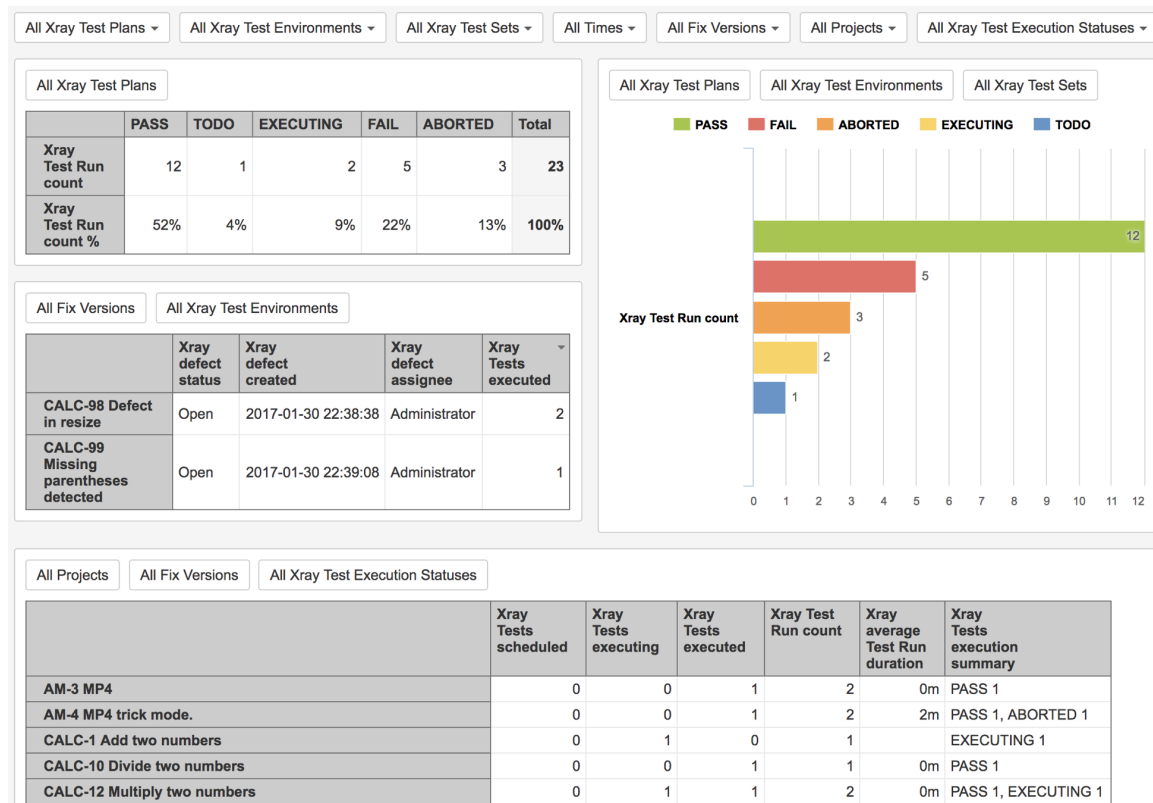 All Xray Test Plans All Xray Test Environments All Xray Test Sets All Times All Fix Versions All Projects All Xray Test Execution Statuses
All Xray Test Plans
PASS TODO EXECUTING FAIL ABORTED Total
Xray
Test Run
count
12 1 2 5 3 23
Xray
Test Run
count %
52% 4% 9% 22% 13% 100%
All Fix Versions All Xray Test Environments
Xray
defect
status
Xray
defect
created
Xray
defect
assignee
Xray
Tests
executed
CALC-98 Defect
in resize
Open 2017-01-30 22:38:38 Administrator 2
CALC-99
Missing
parentheses
detected
Open 2017-01-30 22:39:08 Administrator 1
All Xray Test Plans All Xray Test Environments All Xray Test Sets
PASS FAIL ABORTED EXECUTING TODO
12
5
Xray Test Run count
3
2
1
0 1 2 3 4 5 6 7 8 9 10 11 12
All Projects All Fix Versions All Xray Test Execution Statuses
Xray
Tests
scheduled
Xray
Tests
executing
Xray
Tests
executed
Xray Test
Run count
Xray
average
Test Run
duration
Xray
Tests
execution
summary
AM-3 MP4 0 0 1 2 0m PASS 1
AM-4 MP4 trick mode. 0 0 1 2 2m PASS 1, ABORTED 1
CALC-1 Add two numbers 0 1 0 1 EXECUTING 1
CALC-10 Divide two numbers 0 0 1 1 0m PASS 1
CALC-12 Multiply two numbers 0 1 1 2 0m PASS 1, EXECUTING 1